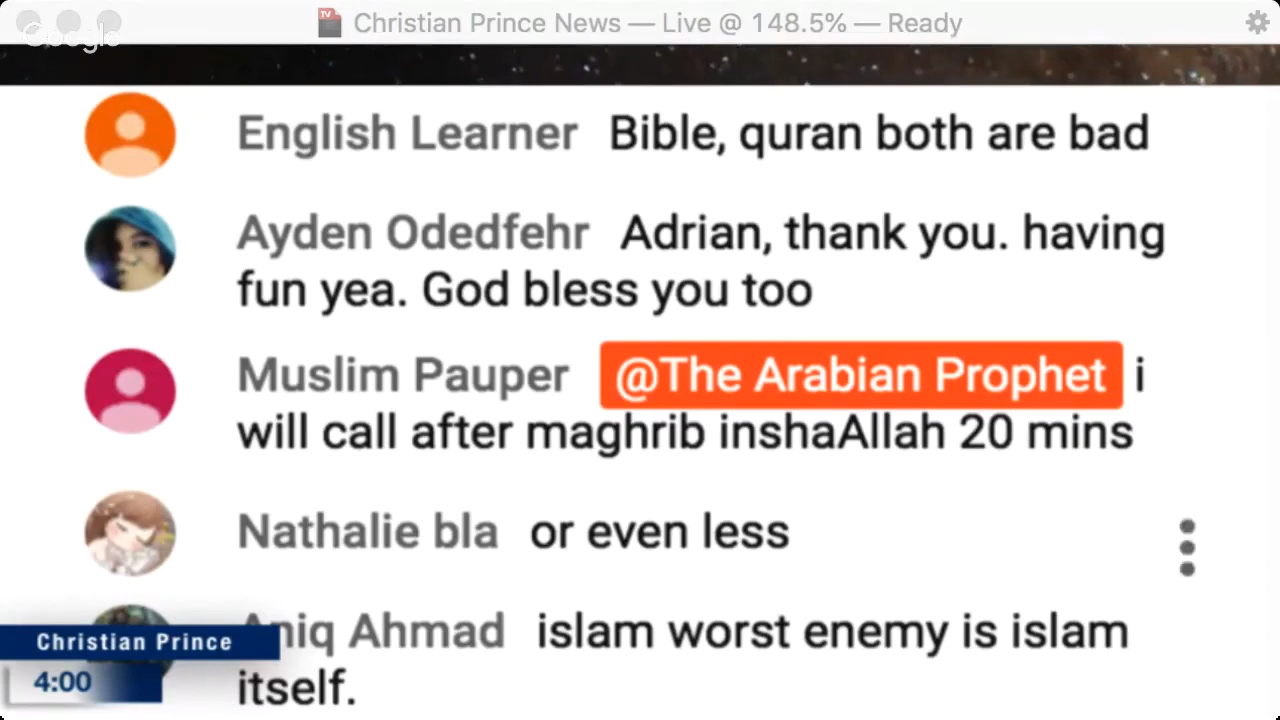 TV Christian Prince News — Live @ 148.5% — Ready
Google
English Learner Bible, quran both are bad
Ayden Odedfehr Adrian, thank you. having
fun yea. God bless you too
Muslim Pauper @The Arabian Prophet i
will call after maghrib inshaAllah 20 mins
Nathalie bla or even less
Aniq Ahmad islam worst enemy is islam
itself.
Christian Prince
4:00